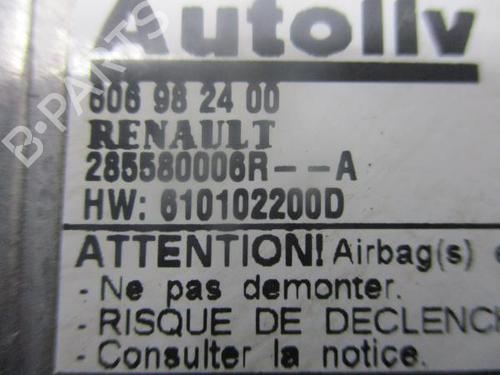 Autoliv
606 98 24 00
RENAULT
285580006R--A
HW: 610102200D
ATTENTION! Airbag(s)
- Ne pas demonter.
- RISQUE DE DECLENC
- Consulter la notice.
B-PARTS